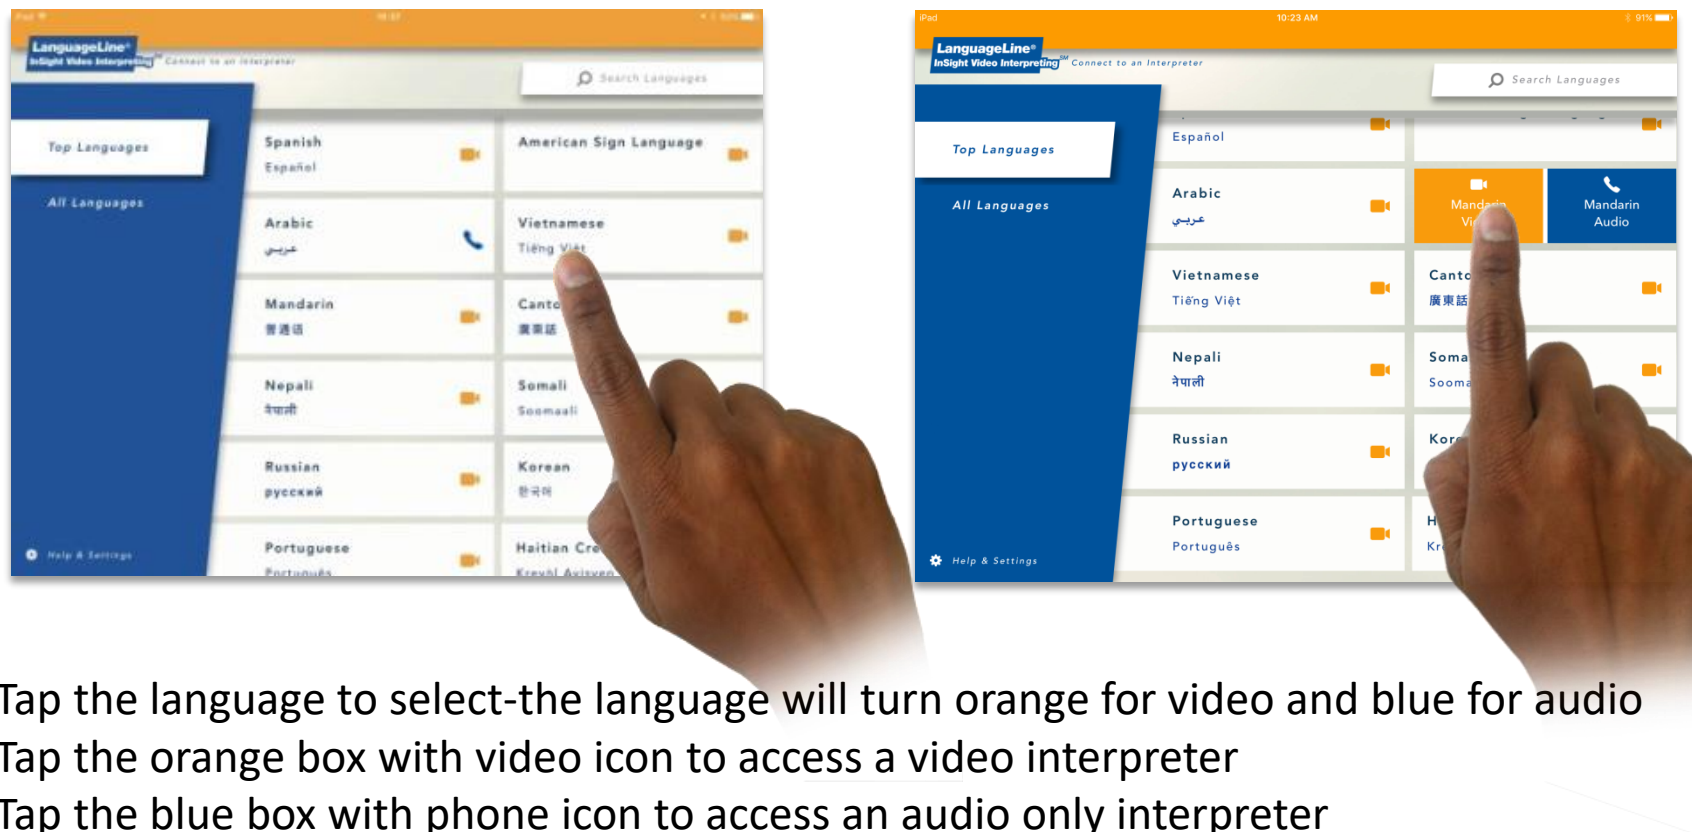 iPad
LanguageLine®
InSight Video Interpreting℠
Connect to an interpreter
Search Languages
Top Languages
All Languages
Help & Settings
Spanish
Español
American Sign Language
Arabic
عربي
Vietnamese
Tiếng Việt
Mandarin
普通话
Canto
廣東話
Nepali
नेपाली
Somali
Soomaali
Russian
русский
Korean
한국어
Portuguese
Português
Haitian Cre
iPad
10:23 AM
91%
LanguageLine®
InSight Video Interpreting℠
Connect to an Interpreter
Search Languages
Top Languages
All Languages
Help & Settings
Español
Arabic
عربي
Mandarin
Mandarin
Audio
Vietnamese
Tiếng Việt
Canto
廣東話
Nepali
नेपाली
Soma
Sooma
Russian
русский
Kor
Portuguese
Português
H
Kr
Tap the language to select-the language will turn orange for video and blue for audio
Tap the orange box with video icon to access a video interpreter
Tap the blue box with phone icon to access an audio only interpreter